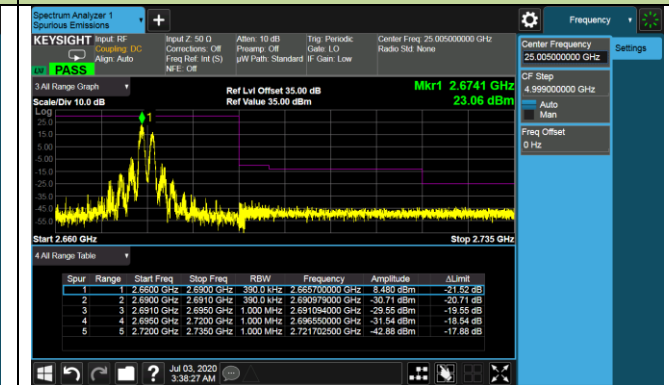 Spectrum Analyzer 1
Spurious Emissions
+
Frequency
KEYSIGHT
Input: RF
Coupling: DC
Align: Auto
Input Z: 50 Ω
Corrections: Off
Freq Ref: Int (S)
NFE: Off
Atten: 10 dB
Preamp: Off
µW Path: Standard
Trig: Periodic
Gate: LO
IF Gain: Low
Center Freq: 25.005000000 GHz
Radio Std: None
PASS
Center Frequency
25.005000000 GHz
Settings
CF Step
4.999000000 GHz
Auto
Man
Freq Offset
0 Hz
3 All Range Graph
Scale/Div 10.0 dB
Ref Lvl Offset 35.00 dB
Ref Value 35.00 dBm
Mkr1 2.6741 GHz
23.06 dBm
Log
25.0
15.0
5.00
-5.00
-15.0
-25.0
-35.0
-45.0
-55.0
1
Start 2.660 GHz
Stop 2.735 GHz
4 All Range Table
Spur Range Start Freq Stop Freq RBW Frequency Amplitude ΔLimit
1 1 2.6600 GHz 2.6900 GHz 390.0 kHz 2.665700000 GHz 8.480 dBm -21.52 dB
2 2 2.6900 GHz 2.6910 GHz 390.0 kHz 2.690979000 GHz -30.71 dBm -20.71 dB
3 3 2.6910 GHz 2.6950 GHz 1.000 MHz 2.691094000 GHz -29.55 dBm -19.55 dB
4 4 2.6950 GHz 2.7200 GHz 1.000 MHz 2.696550000 GHz -31.54 dBm -18.54 dB
5 5 2.7200 GHz 2.7350 GHz 1.000 MHz 2.721702500 GHz -42.88 dBm -17.88 dB
?
Jul 03, 2020
3:38:27 AM